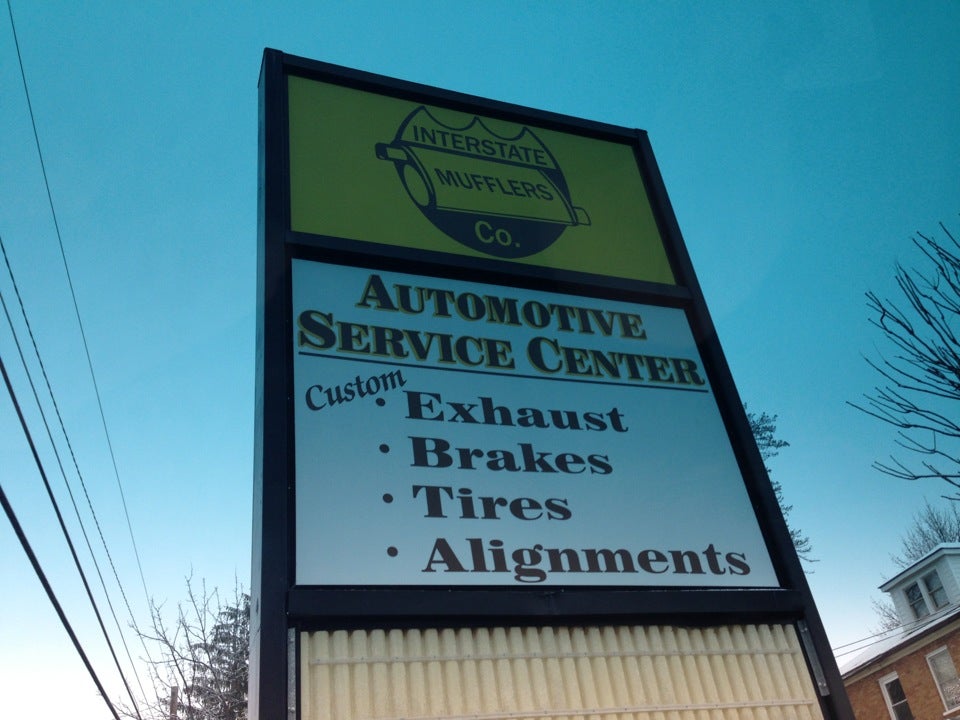 INTERSTATE
MUFFLERS
Co.
AUTOMOTIVE
SERVICE CENTER
Custom
• Exhaust
• Brakes
• Tires
• Alignments